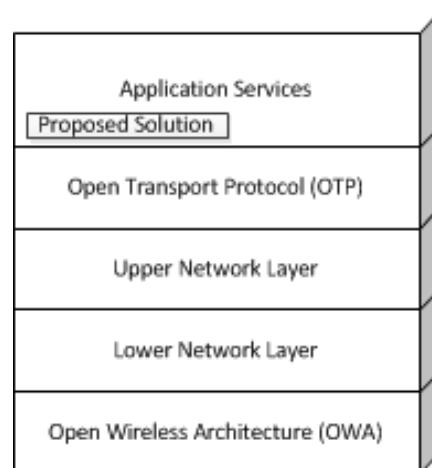 Application Services
Proposed Solution
Open Transport Protocol (OTP)
Upper Network Layer
Lower Network Layer
Open Wireless Architecture (OWA)